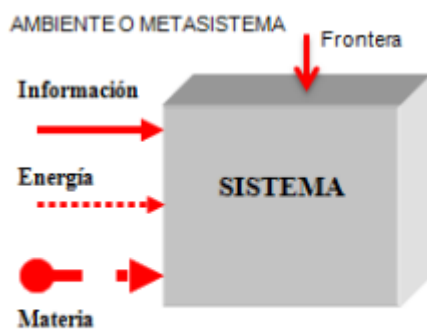 AMBIENTE O METASISTEMA
Frontera
Información
Energía
SISTEMA
Materia